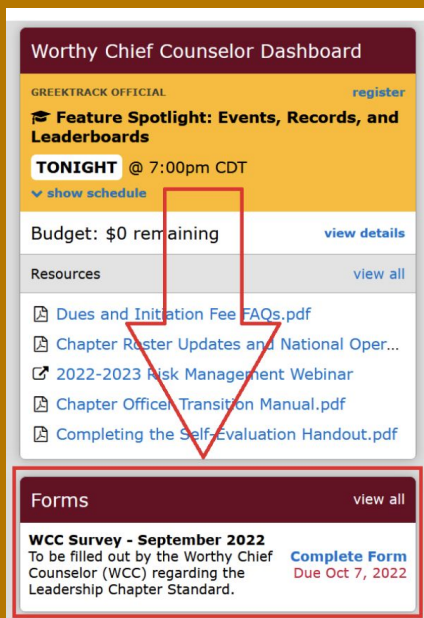 Worthy Chief Counselor Dashboard
GREEKTRACK OFFICIAL register
Feature Spotlight: Events, Records, and
Leaderboards
TONIGHT @ 7:00pm CDT
show schedule
Budget: $0 remaining view details
Resources view all
Dues and Initiation Fee FAQs.pdf
Chapter Roster Updates and National Oper...
2022-2023 Risk Management Webinar
Chapter Officer Transition Manual.pdf
Completing the Self-Evaluation Handout.pdf
Forms view all
WCC Survey - September 2022
To be filled out by the Worthy Chief Complete Form
Counselor (WCC) regarding the Due Oct 7, 2022
Leadership Chapter Standard.